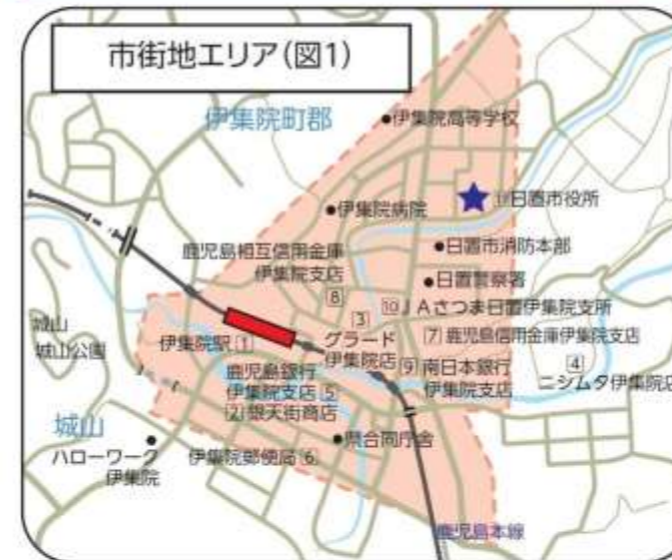 市街地エリア(図1)
伊集院町郡
伊集院高等学校
11日置市役所
伊集院病院
日置市消防本部
鹿児島相互信用金庫
伊集院支店
8
日置警察署
10JAさつま日置伊集院支所
3
グラード
伊集院店
7 鹿児島信用金庫伊集院支店
城山
城山公園
伊集院駅1
鹿児島銀行
伊集院支店5
9南日本銀行
伊集院支店
4
ニシムタ伊集院店
2銀天街商店
城山
ハローワーク
伊集院
県合同庁舎
伊集院郵便局6
鹿児島本線